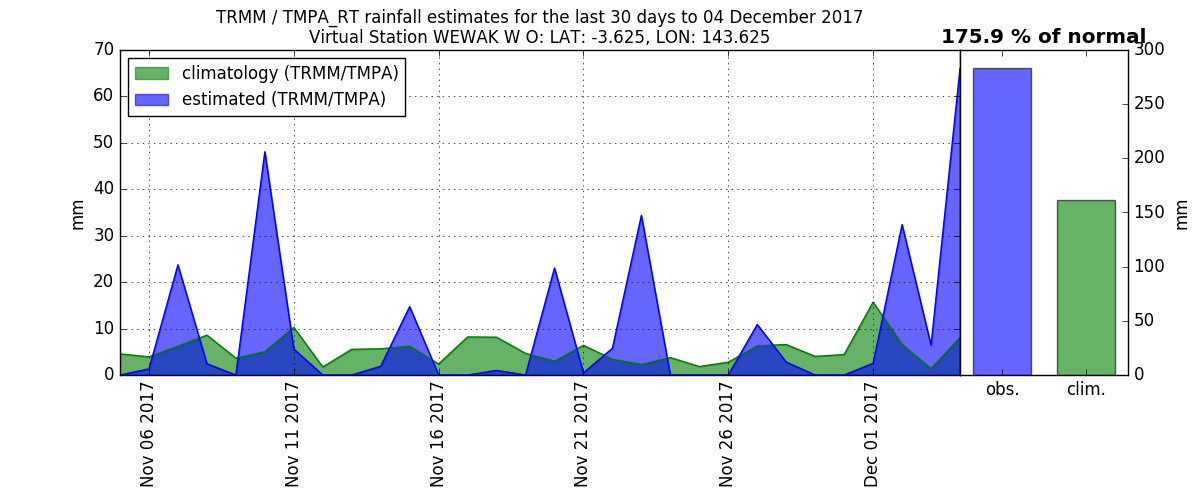 TRMM / TMPA_RT rainfall estimates for the last 30 days to 04 December 2017
Virtual Station WEWAK W O: LAT: -3.625, LON: 143.625
175.9 % of normal
climatology (TRMM/TMPA)
estimated (TRMM/TMPA)
70
60
50
40
30
20
10
0
mm
Nov 06 2017
Nov 11 2017
Nov 16 2017
Nov 21 2017
Nov 26 2017
Dec 01 2017
obs.
clim.
300
250
200
150
100
50
0
mm